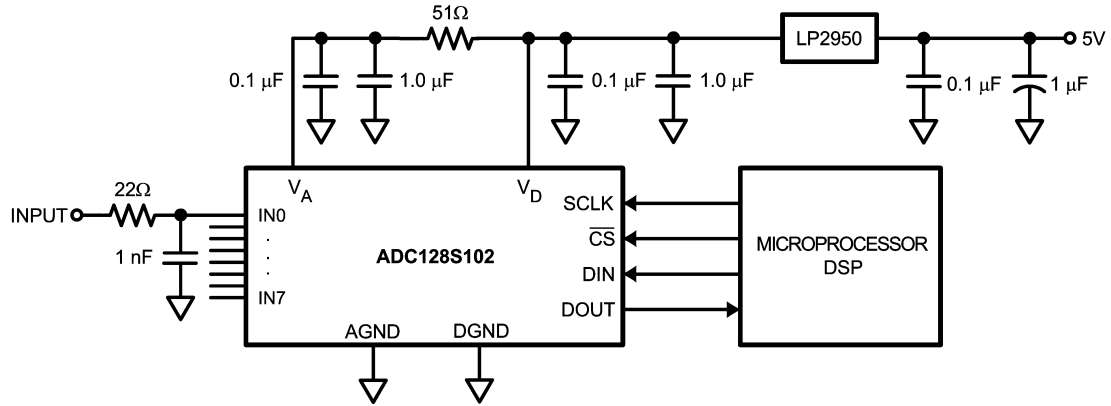 51Ω
LP2950
5V
0.1 µF
1.0 µF
0.1 µF
1.0 µF
0.1 µF
1 µF
VA
VD
22Ω
INPUT
IN0
1 nF
IN7
ADC128S102
SCLK
CS
DIN
DOUT
MICROPROCESSOR
DSP
AGND
DGND